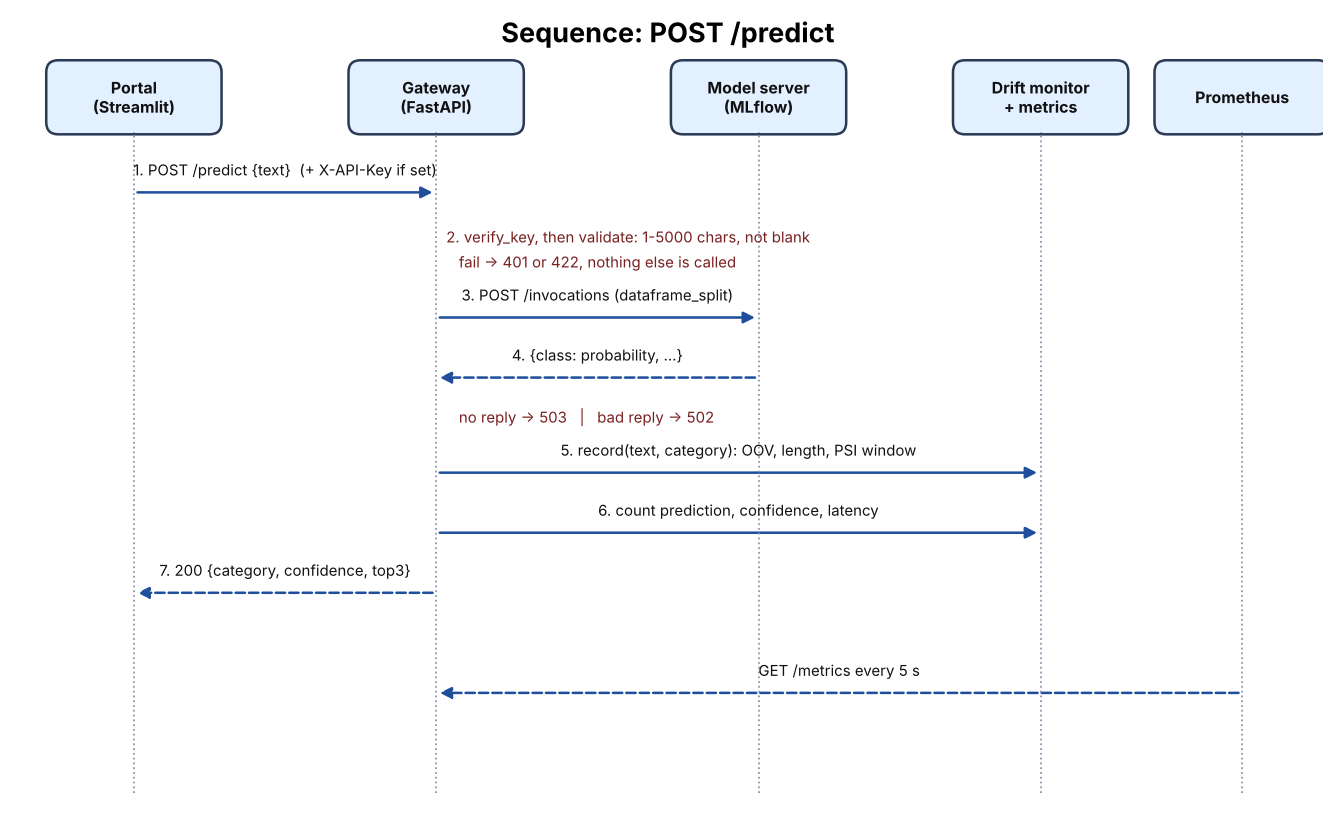 Sequence: POST /predict
Portal
(Streamlit)
Gateway
(FastAPI)
Model server
(MLflow)
Drift monitor
+ metrics
Prometheus
1. POST /predict {text}  (+ X-API-Key if set)
2. verify_key, then validate: 1-5000 chars, not blank
fail → 401 or 422, nothing else is called
3. POST /invocations (dataframe_split)
4. {class: probability, ...}
no reply → 503  |  bad reply → 502
5. record(text, category): OOV, length, PSI window
6. count prediction, confidence, latency
7. 200 {category, confidence, top3}
GET /metrics every 5 s